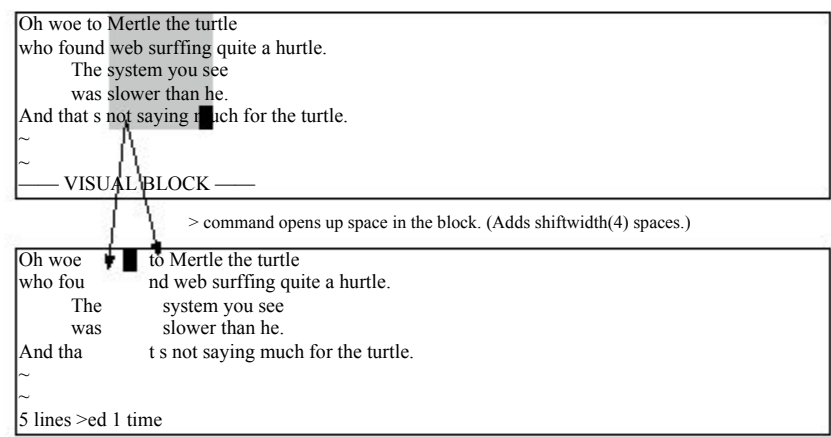 Oh woe to Mertle the turtle
who found web surffing quite a hurtle.
The system you see
was slower than he.
And that s not saying much for the turtle.
~
~
—— VISUAL BLOCK ——
> command opens up space in the block. (Adds shiftwidth(4) spaces.)
Oh woe to Mertle the turtle
who fou nd web surffing quite a hurtle.
The system you see
was slower than he.
And tha t s not saying much for the turtle.
~
~
5 lines >ed 1 time